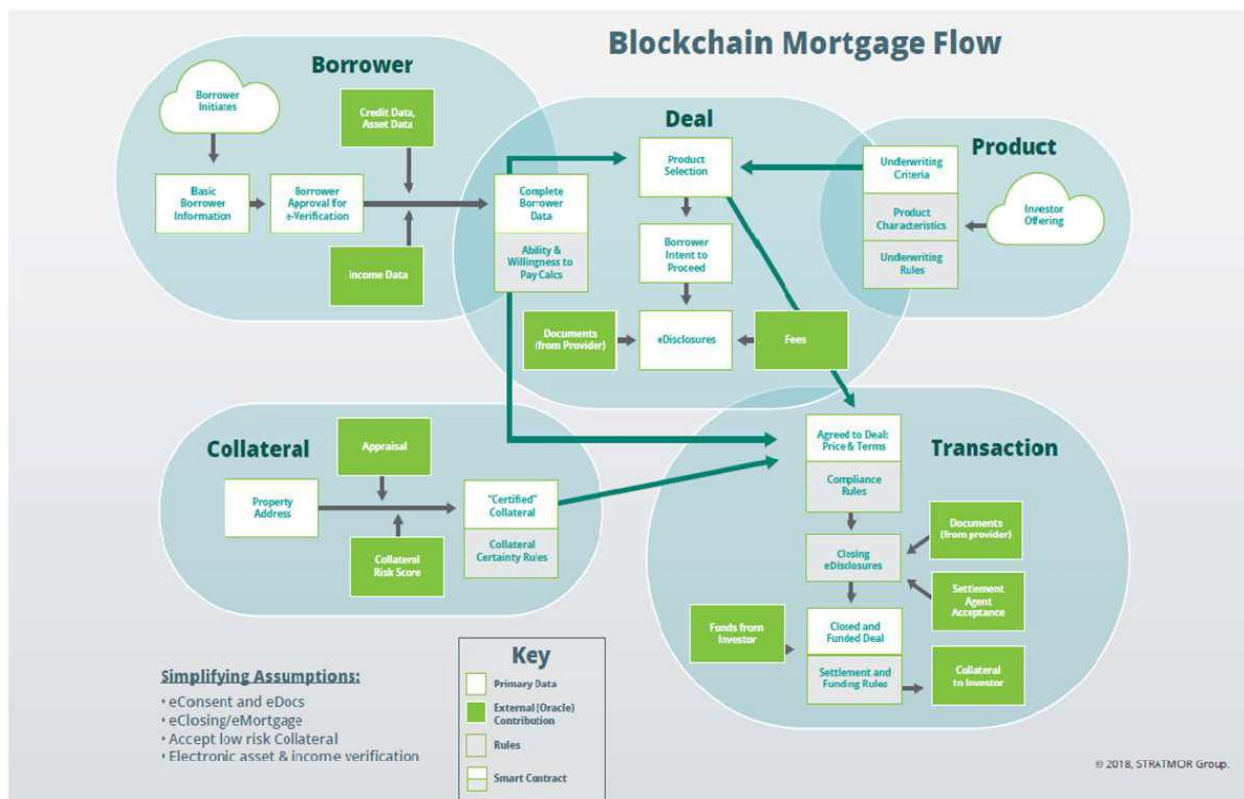 Blockchain Mortgage Flow
Borrower
Borrower
Initiates
Credit Data,
Asset Data
Basic
Borrower
Information
Borrower
Approval for
e-Verification
Income Data
Complete
Borrower
Data
Ability &
Willingness to
Pay Calcs
Deal
Product
Selection
Borrower
Intent to
Proceed
Documents
(from Provider)
eDisclosures
Fees
Product
Underwriting
Criteria
Product
Characteristics
Underwriting
Rules
Investor
Offering
Collateral
Appraisal
Property
Address
"Certified"
Collateral
Collateral
Certainty Rules
Collateral
Risk Score
Transaction
Agreed to Deal:
Price & Terms
Compliance
Rules
Documents
(from provider)
Closing
eDisclosures
Settlement
Agent
Acceptance
Funds from
Investor
Closed and
Funded Deal
Settlement and
Funding Rules
Collateral
to Investor
Simplifying Assumptions:
• eConsent and eDocs
• eClosing/eMortgage
• Accept low risk Collateral
• Electronic asset & income verification
Key
Primary Data
External (Oracle)
Contribution
Rules
Smart Contract
© 2018, STRATMOR Group.